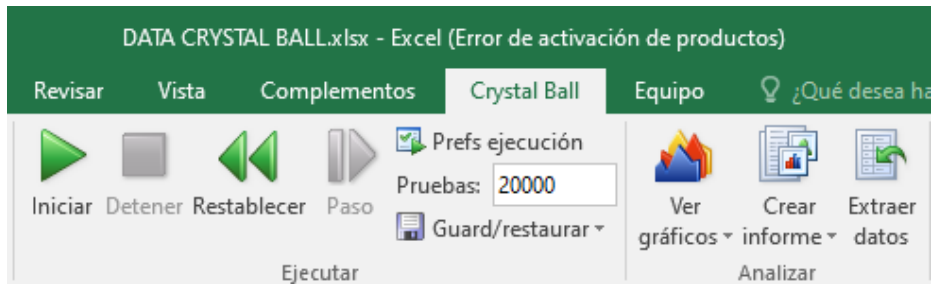 DATA CRYSTAL BALL.xlsx - Excel (Error de activación de productos)
Revisar Vista Complementos Crystal Ball Equipo ¿Qué desea ha
Prefs ejecución
Pruebas: 20000
Guard/restaurar
Iniciar Detener Restablecer Paso
Ejecutar
Ver gráficos
Crear informe
Extraer datos
Analizar